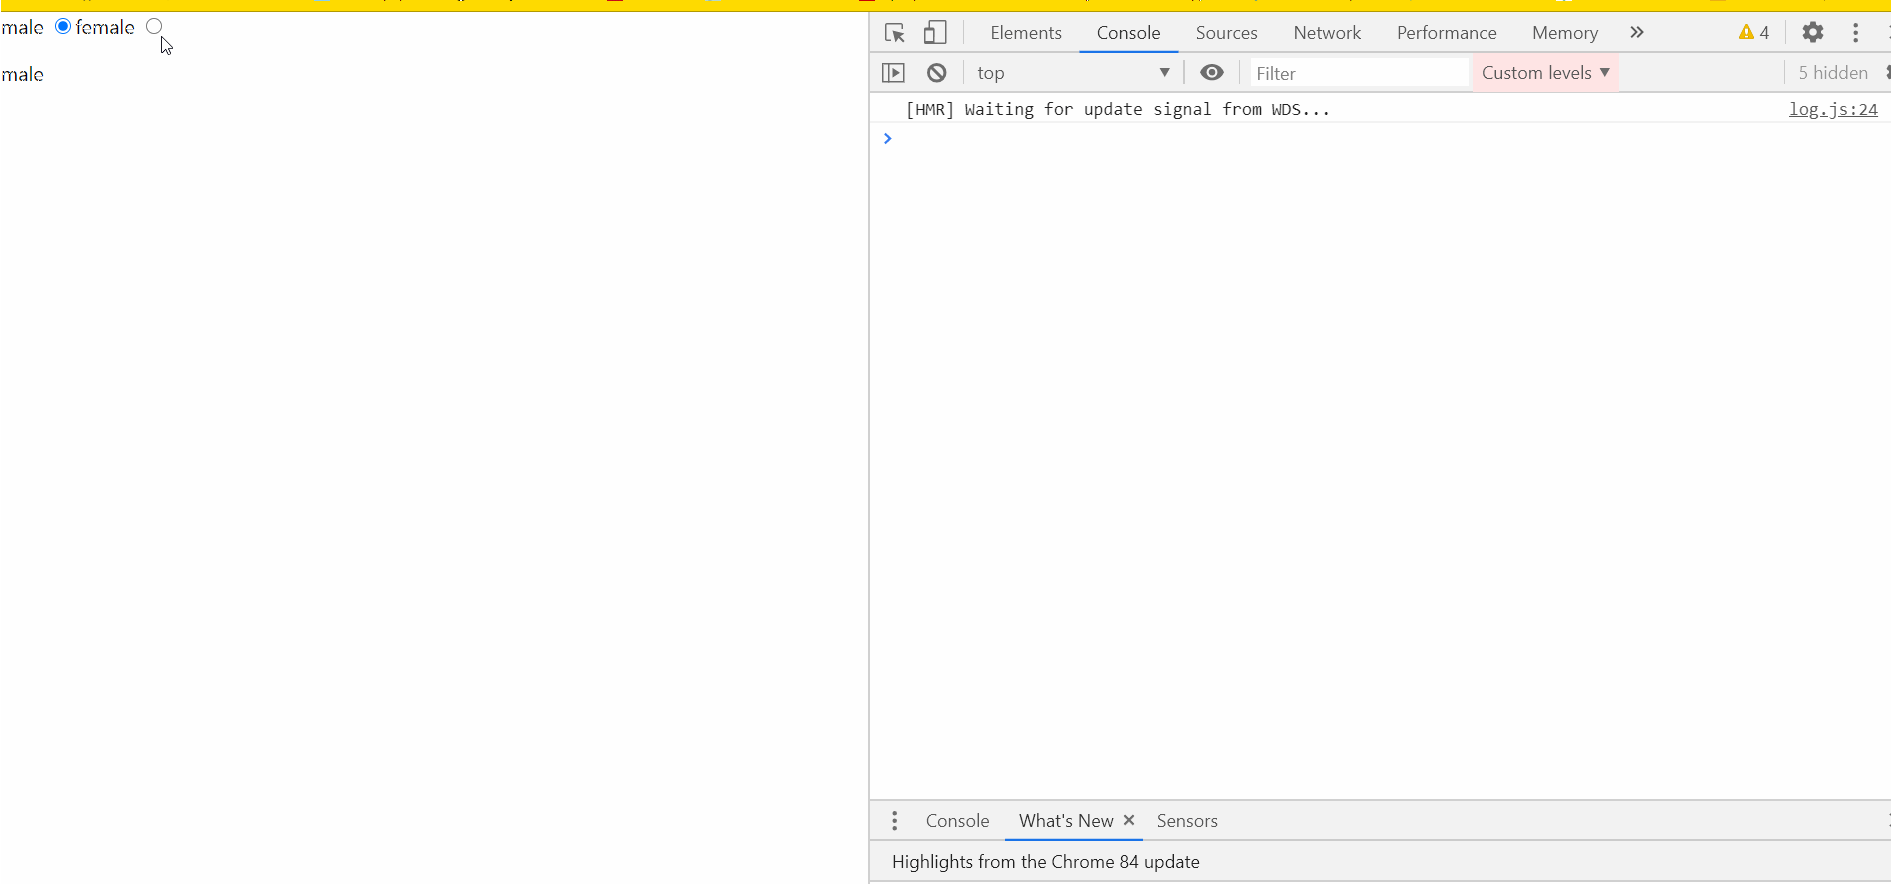 male female
male
Elements Console Sources Network Performance Memory » 4
top Filter Custom levels 5 hidden
[HMR] Waiting for update signal from WDS... log.js:24
Console What's New × Sensors
Highlights from the Chrome 84 update